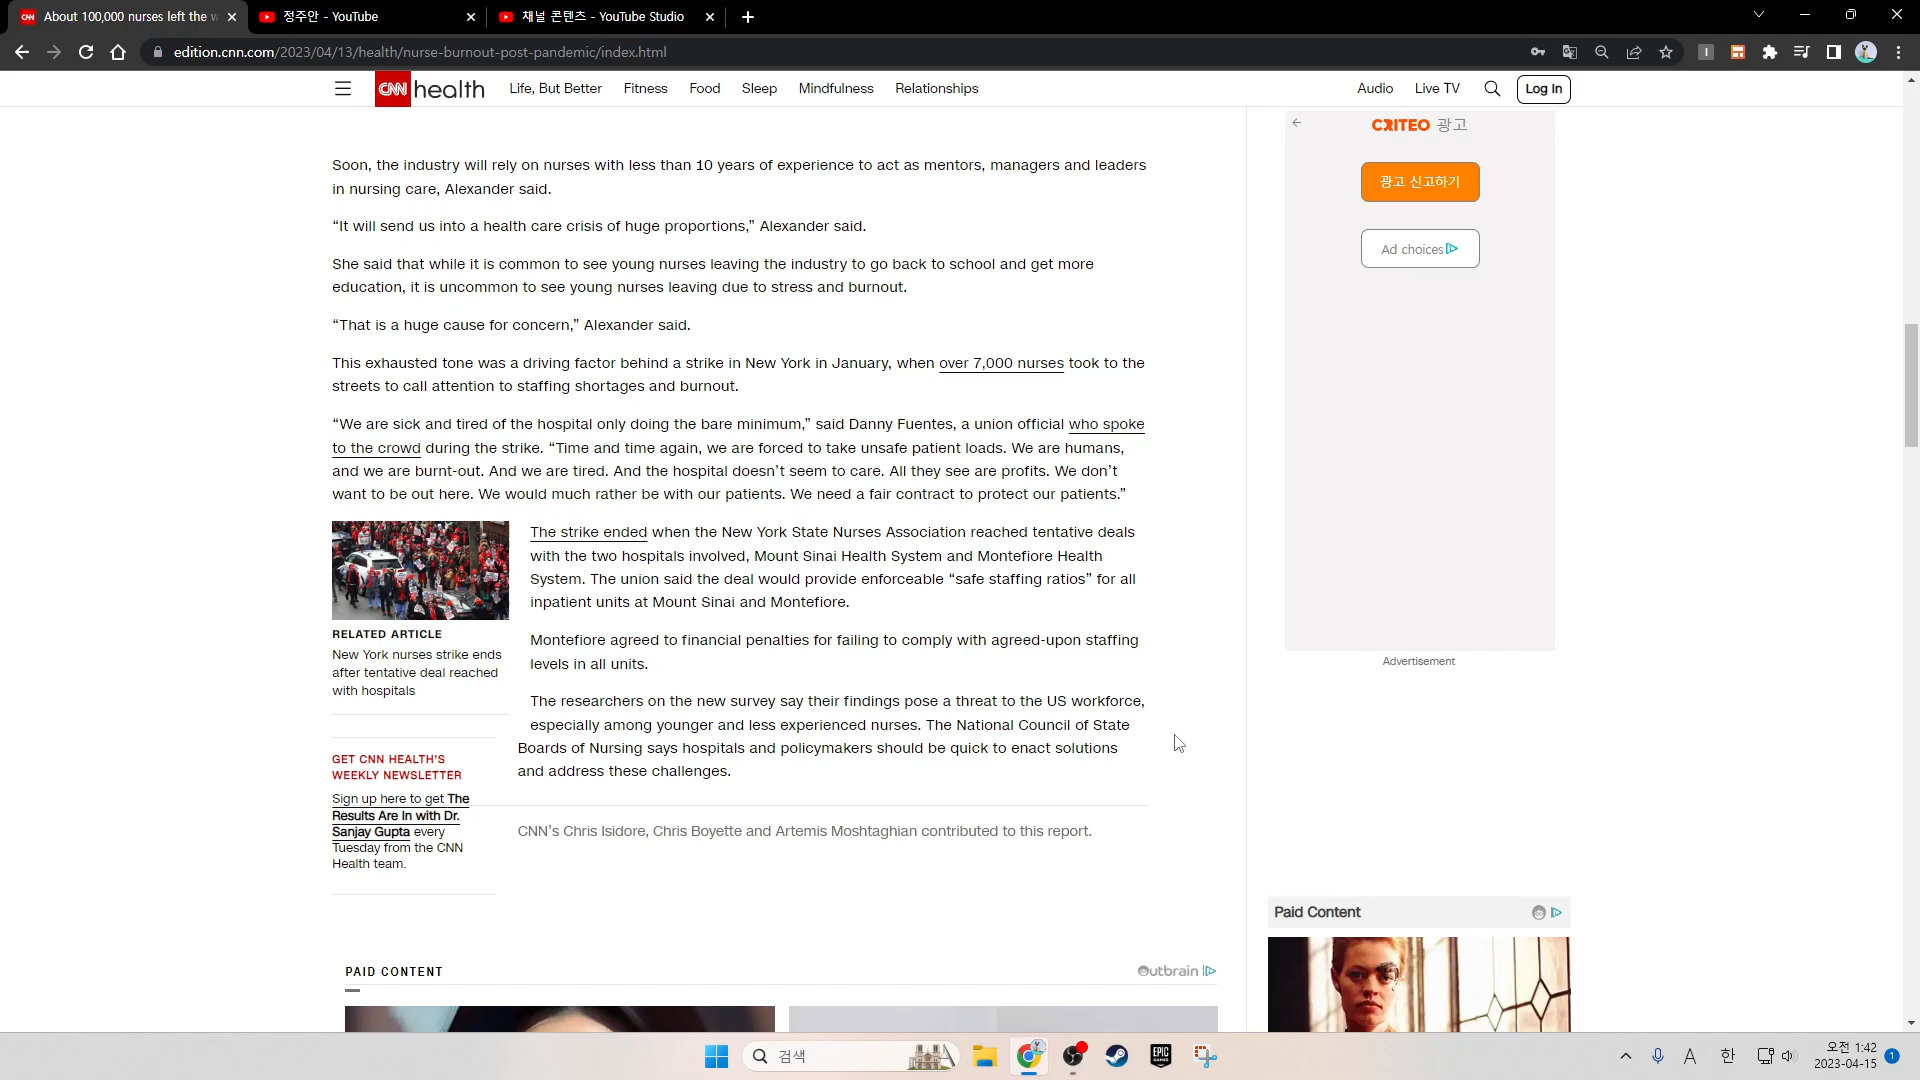 About 100,000 nurses left the w
정주안 - YouTube
채널 콘텐츠 - YouTube Studio
edition.cnn.com/2023/04/13/health/nurse-burnout-post-pandemic/index.html
CNN health
Life, But Better
Fitness
Food
Sleep
Mindfulness
Relationships
Audio
Live TV
Log In
Soon, the industry will rely on nurses with less than 10 years of experience to act as mentors, managers and leaders
in nursing care, Alexander said.
“It will send us into a health care crisis of huge proportions,” Alexander said.
She said that while it is common to see young nurses leaving the industry to go back to school and get more
education, it is uncommon to see young nurses leaving due to stress and burnout.
“That is a huge cause for concern,” Alexander said.
This exhausted tone was a driving factor behind a strike in New York in January, when over 7,000 nurses took to the
streets to call attention to staffing shortages and burnout.
“We are sick and tired of the hospital only doing the bare minimum,” said Danny Fuentes, a union official who spoke
to the crowd during the strike. “Time and time again, we are forced to take unsafe patient loads. We are humans,
and we are burnt-out. And we are tired. And the hospital doesn’t seem to care. All they see are profits. We don’t
want to be out here. We would much rather be with our patients. We need a fair contract to protect our patients.”
RELATED ARTICLE
New York nurses strike ends
after tentative deal reached
with hospitals
The strike ended when the New York State Nurses Association reached tentative deals
with the two hospitals involved, Mount Sinai Health System and Montefiore Health
System. The union said the deal would provide enforceable “safe staffing ratios” for all
inpatient units at Mount Sinai and Montefiore.
Montefiore agreed to financial penalties for failing to comply with agreed-upon staffing
levels in all units.
The researchers on the new survey say their findings pose a threat to the US workforce,
especially among younger and less experienced nurses. The National Council of State
Boards of Nursing says hospitals and policymakers should be quick to enact solutions
and address these challenges.
GET CNN HEALTH'S
WEEKLY NEWSLETTER
Sign up here to get The
Results Are In with Dr.
Sanjay Gupta every
Tuesday from the CNN
Health team.
CNN’s Chris Isidore, Chris Boyette and Artemis Moshtaghian contributed to this report.
PAID CONTENT
Outbrain
CRITEO 광고
광고 신고하기
Ad choices
Advertisement
Paid Content
검색
EPIC
GAMES
A
한
오전 1:42
2023-04-15
1